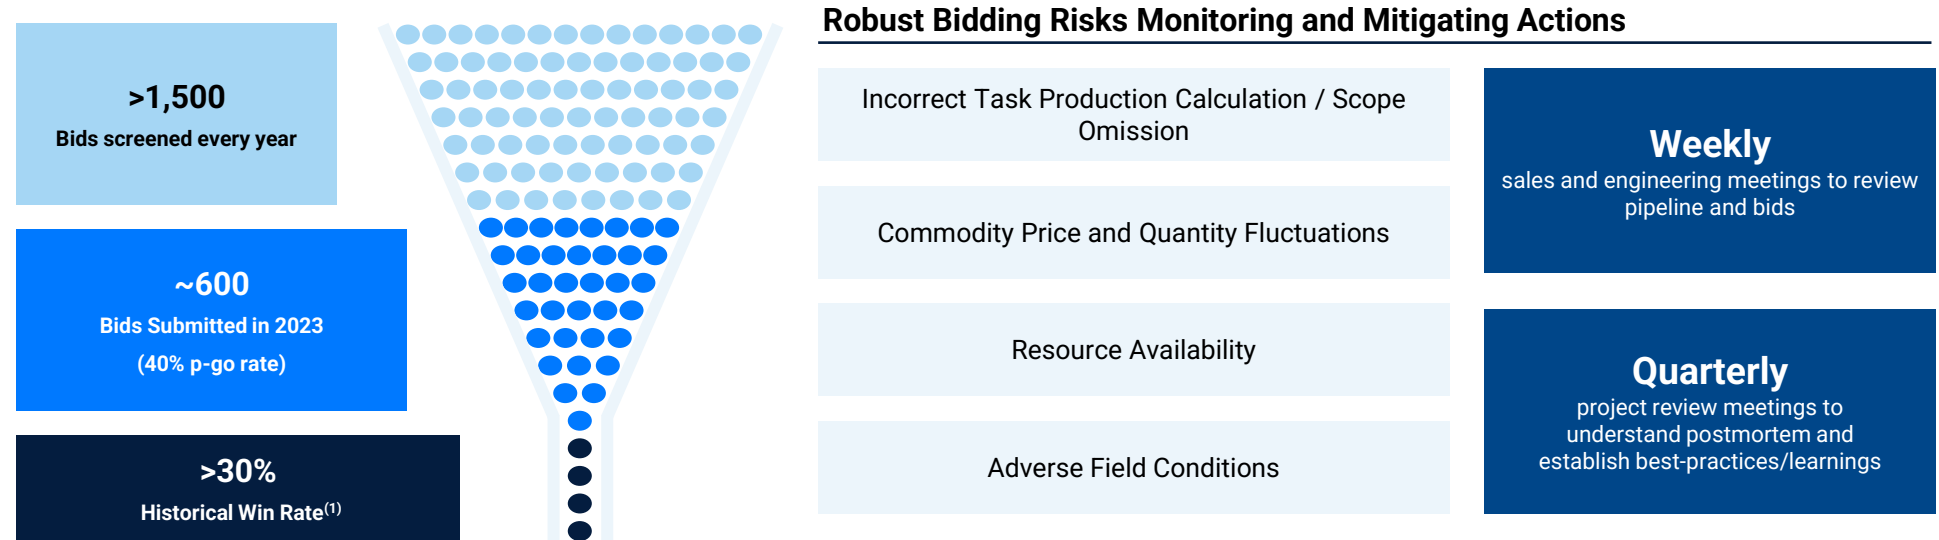 >1,500
Bids screened every year
~600
Bids Submitted in 2023
(40% p-go rate)
>30%
Historical Win Rate(1)
Robust Bidding Risks Monitoring and Mitigating Actions
Incorrect Task Production Calculation / Scope
Omission
Commodity Price and Quantity Fluctuations
Resource Availability
Adverse Field Conditions
Weekly
sales and engineering meetings to review
pipeline and bids
Quarterly
project review meetings to
understand postmortem and
establish best-practices/learnings